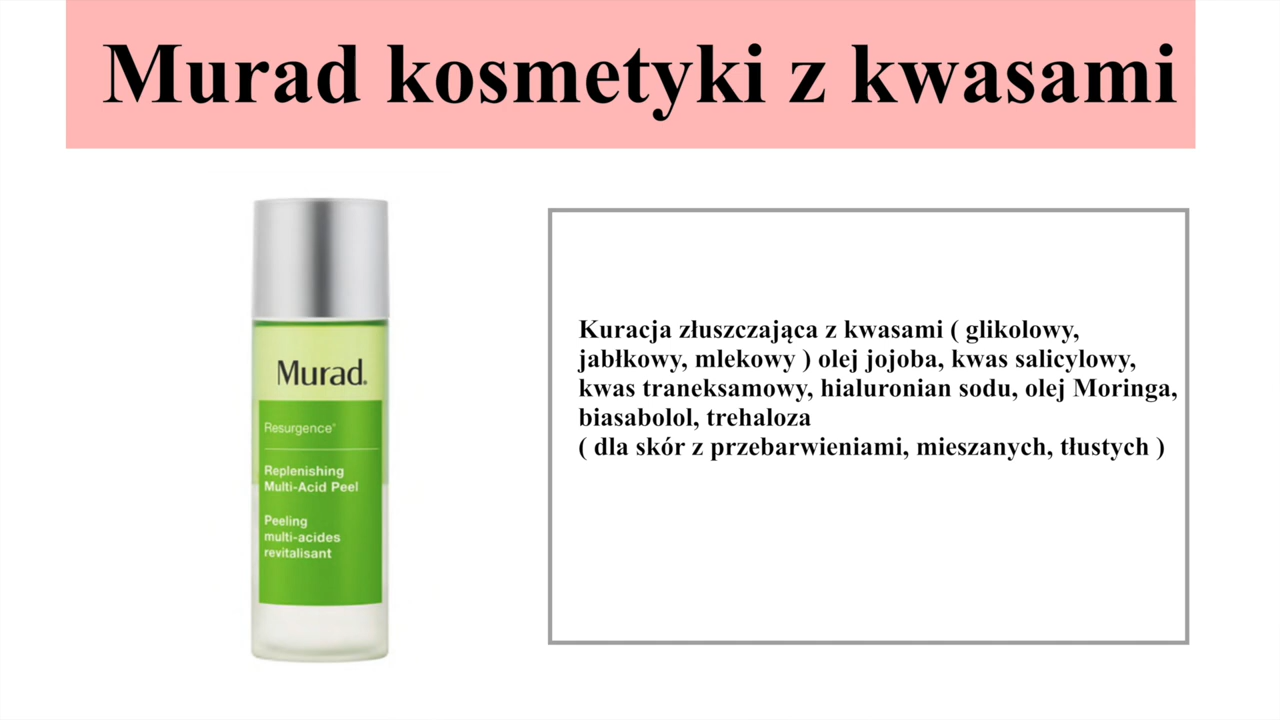 Murad kosmetyki z kwasami
Murad.
Resurgence®
Replenishing
Multi-Acid Peel
Peeling
multi-acides
revitalisant
Kuracja złuszczająca z kwasami ( glikolowy,
jabłkowy, mlekowy ) olej jojoba, kwas salicylowy,
kwas traneksamowy, hialuronian sodu, olej Moringa,
biasabolol, trehaloza
( dla skór z przebarwieniami, mieszanych, tłustych )